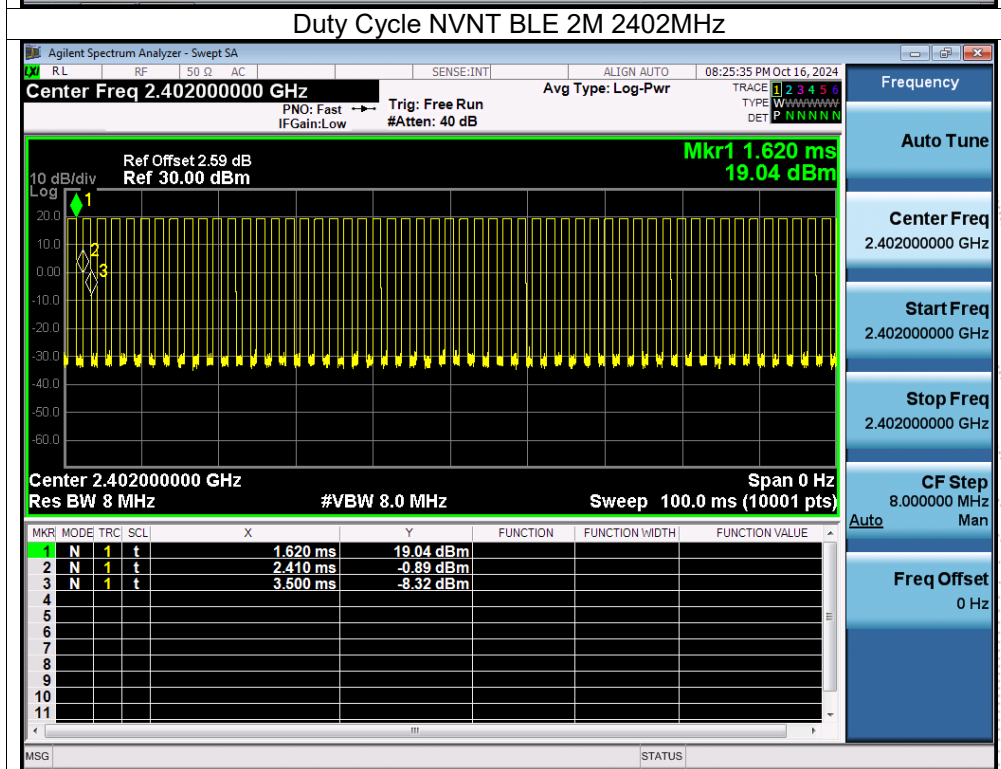 Duty Cycle NVNT BLE 2M 2402MHz
Agilent Spectrum Analyzer - Swept SA
LXI RL RF 50 Ω AC SENSE:INT ALIGN AUTO 08:25:35 PM Oct 16, 2024
Center Freq 2.402000000 GHz
PNO: Fast
IFGain:Low
Trig: Free Run
#Atten: 40 dB
Avg Type: Log-Pwr
TRACE 1 2 3 4 5 6
TYPE WWWWWWW
DET P N N N N N
Ref Offset 2.59 dB
10 dB/div Ref 30.00 dBm
Log
Mkr1 1.620 ms
19.04 dBm
1
20.0
10.0
2
0.00
3
-10.0
-20.0
-30.0
-40.0
-50.0
-60.0
Center 2.402000000 GHz Span 0 Hz
Res BW 8 MHz #VBW 8.0 MHz Sweep 100.0 ms (10001 pts)
MKR MODE TRC SCL X Y FUNCTION FUNCTION WIDTH FUNCTION VALUE
1 N 1 t 1.620 ms 19.04 dBm
2 N 1 t 2.410 ms -0.89 dBm
3 N 1 t 3.500 ms -8.32 dBm
4
5
6
7
8
9
10
11
MSG STATUS
Frequency
Auto Tune
Center Freq
2.402000000 GHz
Start Freq
2.402000000 GHz
Stop Freq
2.402000000 GHz
CF Step
8.000000 MHz
Auto Man
Freq Offset
0 Hz